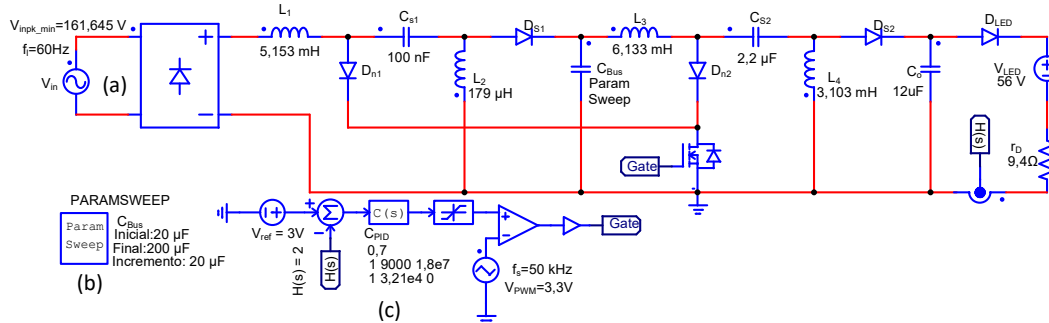 V_inpk_min=161,645 V
f_l=60Hz
V_in
(a)
L_1
5,153 mH
D_n1
C_s1
100 nF
L_2
179 µH
D_S1
C_Bus
Param
Sweep
L_3
6,133 mH
D_n2
C_S2
2,2 µF
L_4
3,103 mH
D_S2
C_o
12uF
D_LED
V_LED
56 V
r_D
9,4Ω
H(s)
Gate
PARAMSWEEP
Param
Sweep
C_Bus
Inicial:20 µF
Final:200 µF
Incremento: 20 µF
(b)
V_ref = 3V
Σ
H(s) = 2
H(s)
C(s)
C_PID
0,7
1 9000 1,8e7
1 3,21e4 0
(c)
f_s=50 kHz
V_PWM=3,3V
Gate